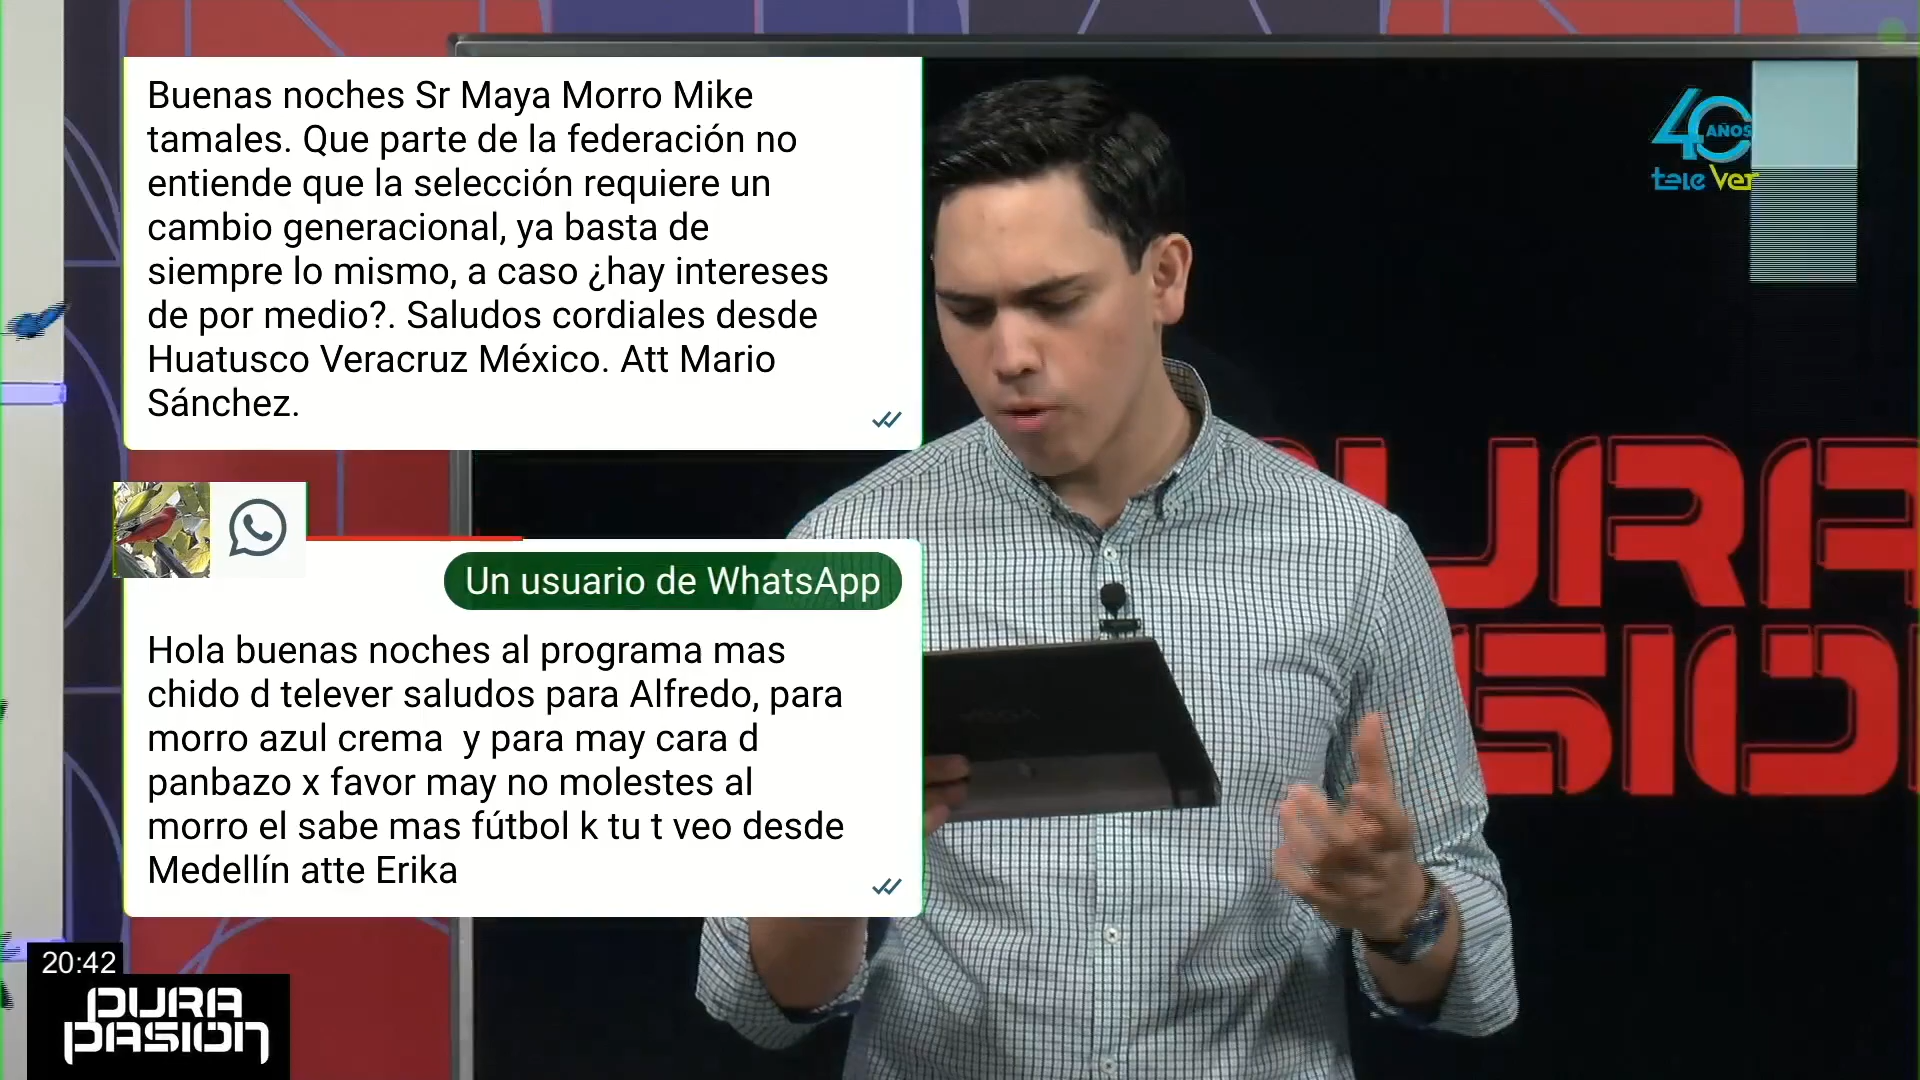 Buenas noches Sr Maya Morro Mike
tamales. Que parte de la federación no
entiende que la selección requiere un
cambio generacional, ya basta de
siempre lo mismo, a caso ¿hay intereses
de por medio?. Saludos cordiales desde
Huatusco Veracruz México. Att Mario
Sánchez.
40 AÑOS
tele Ver
Un usuario de WhatsApp
Hola buenas noches al programa mas
chido d telever saludos para Alfredo, para
morro azul crema  y para may cara d
panbazo x favor may no molestes al
morro el sabe mas fútbol k tu t veo desde
Medellín atte Erika
URA
SIO
20:42
PURA
PASION